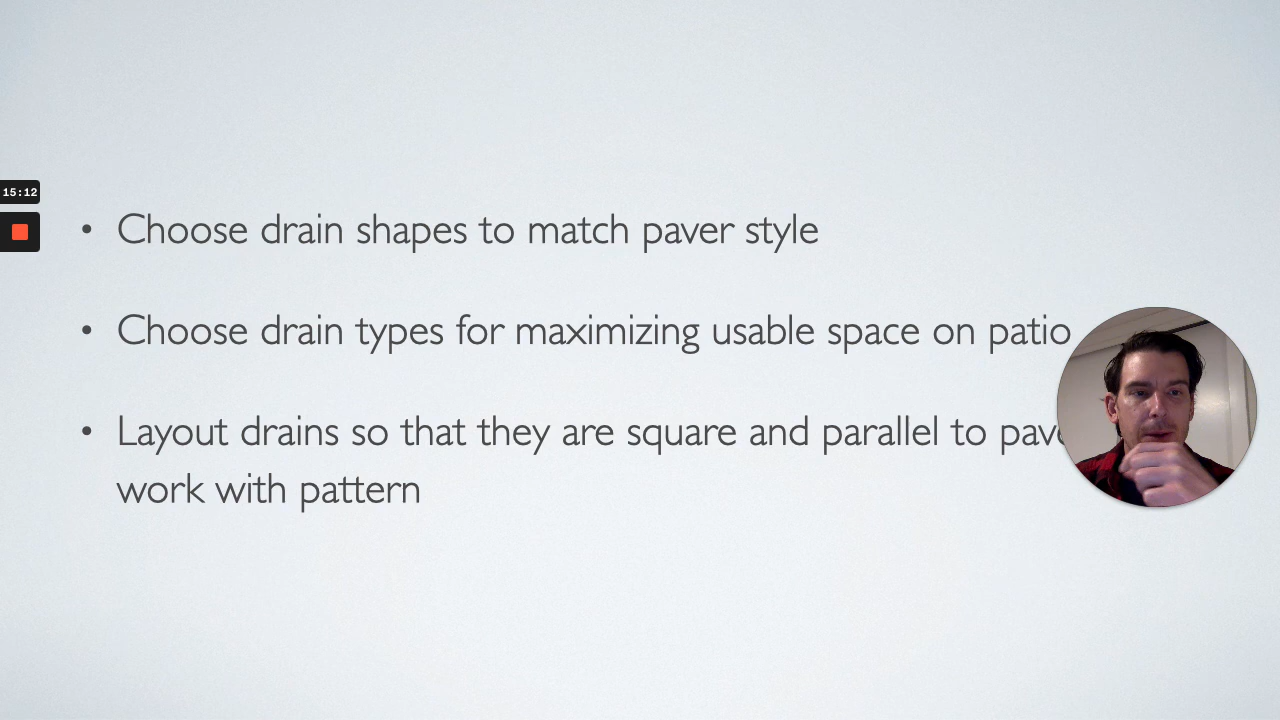 15:12
• Choose drain shapes to match paver style
• Choose drain types for maximizing usable space on patio
• Layout drains so that they are square and parallel to
work with pattern